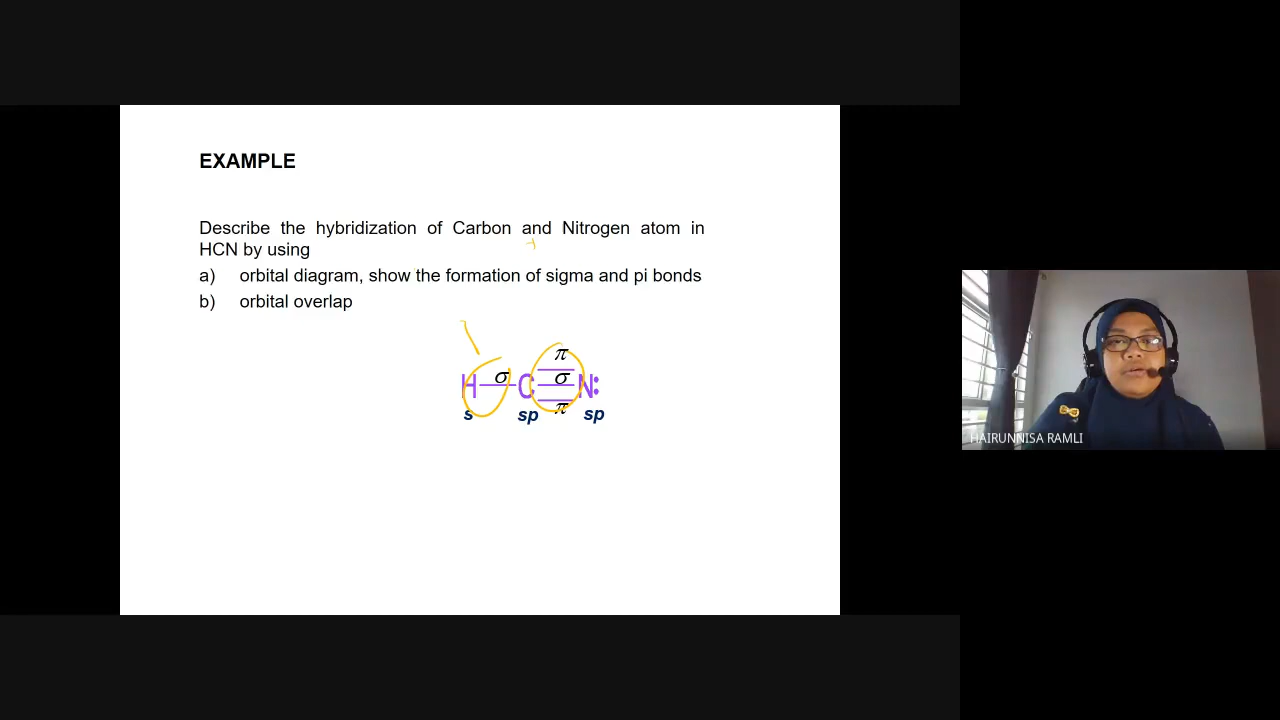 EXAMPLE
Describe the hybridization of Carbon and Nitrogen atom in
HCN by using
a) orbital diagram, show the formation of sigma and pi bonds
b) orbital overlap
π
H σ C σ N:
π
s sp sp
HAIRUNNISA RAMLI